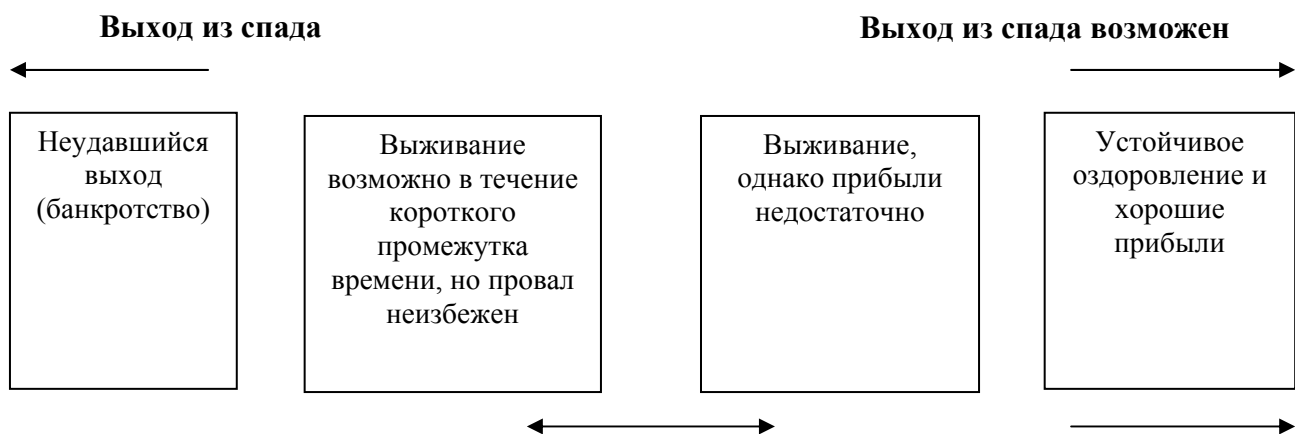 Выход из спада
Выход из спада возможен
Неудавшийся
выход
(банкротство)
Выживание
возможно в течение
короткого
промежутка
времени, но провал
неизбежен
Выживание,
однако прибыли
недостаточно
Устойчивое
оздоровление и
хорошие
прибыли